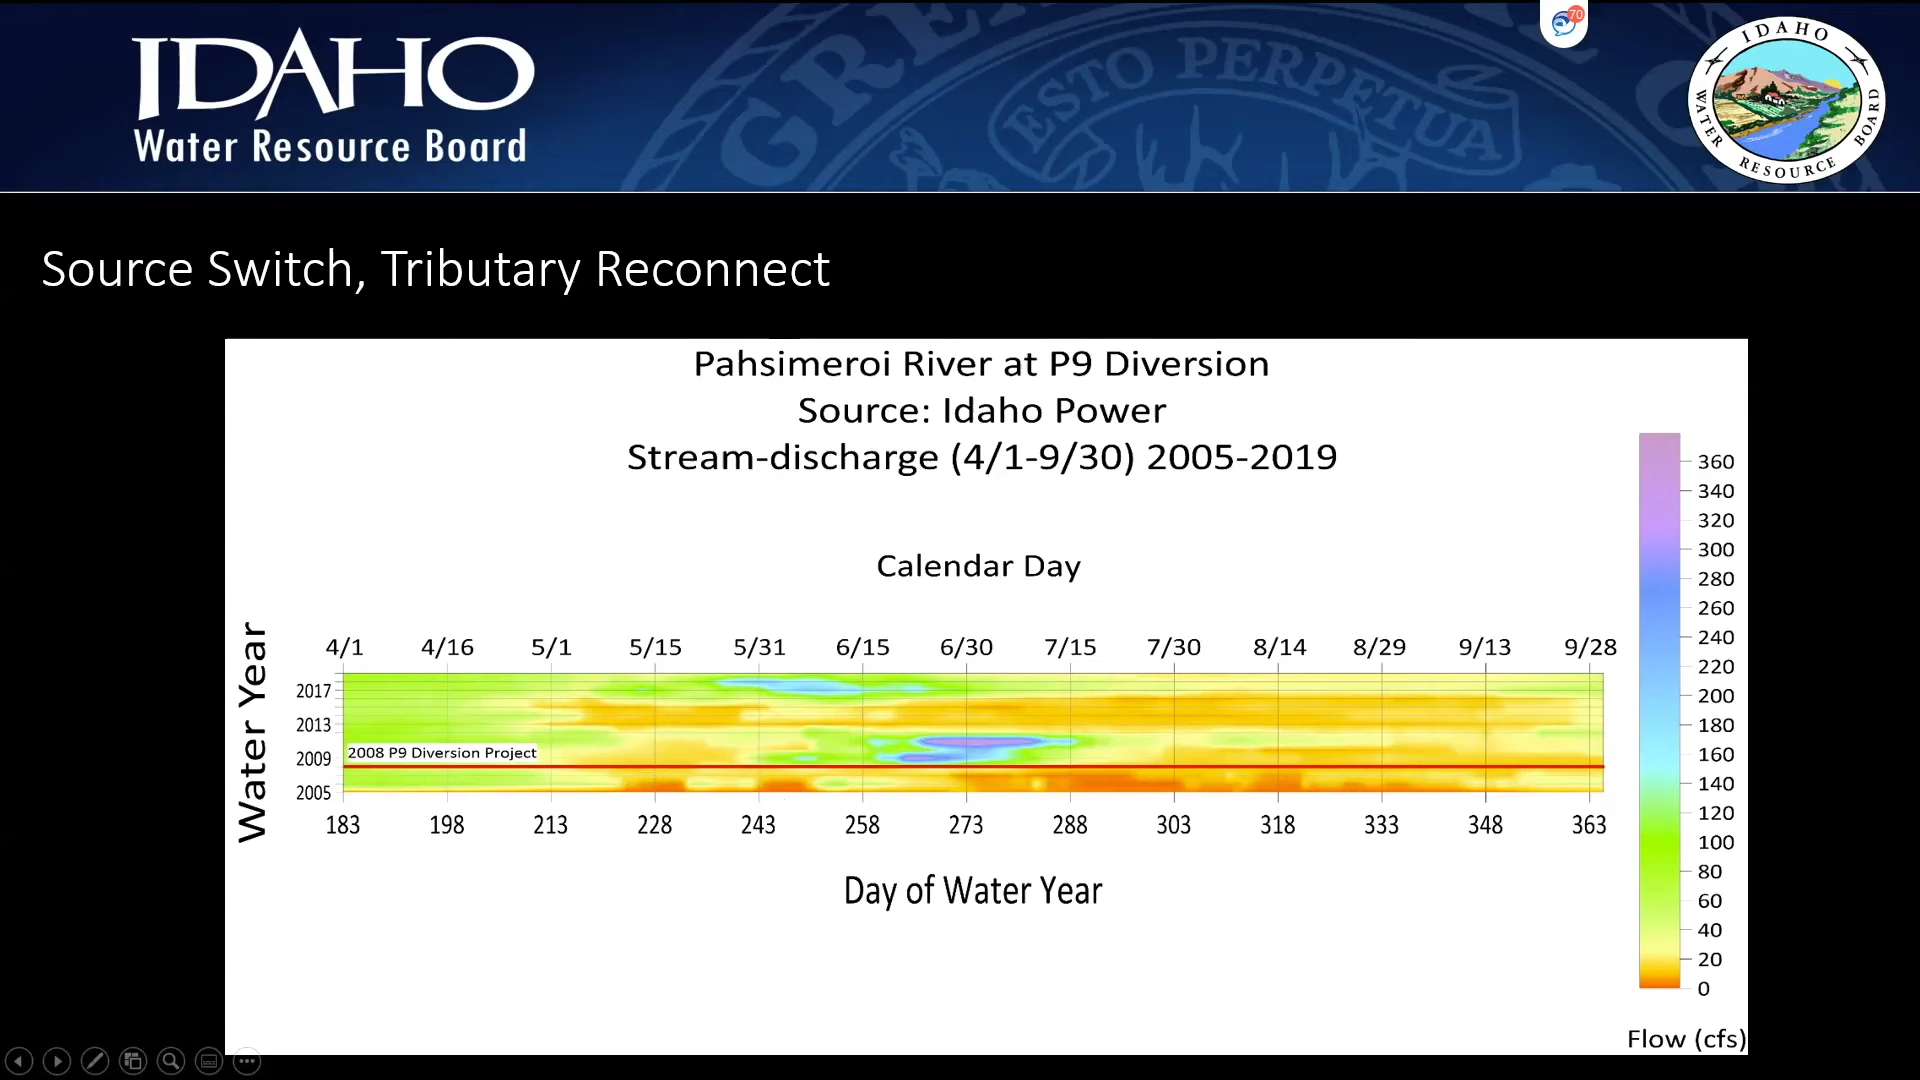 IDAHO
Water Resource Board
GRE
ESTO PERPETUA
70
IDAHO
WATER RESOURCE BOARD
Source Switch, Tributary Reconnect
Pahsimeroi River at P9 Diversion
Source: Idaho Power
Stream-discharge (4/1-9/30) 2005-2019
Calendar Day
4/1 4/16 5/1 5/15 5/31 6/15 6/30 7/15 7/30 8/14 8/29 9/13 9/28
Water Year
2017
2013
2009
2005
2008 P9 Diversion Project
183 198 213 228 243 258 273 288 303 318 333 348 363
Day of Water Year
360
340
320
300
280
260
240
220
200
180
160
140
120
100
80
60
40
20
0
Flow (cfs)